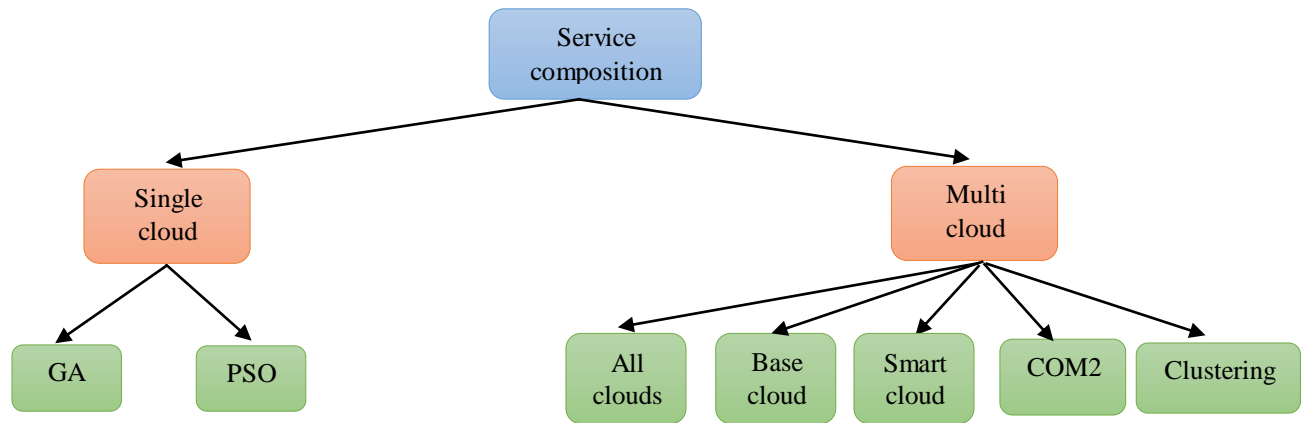 Service
composition
Single
cloud
Multi
cloud
GA
PSO
All
clouds
Base
cloud
Smart
cloud
COM2
Clustering